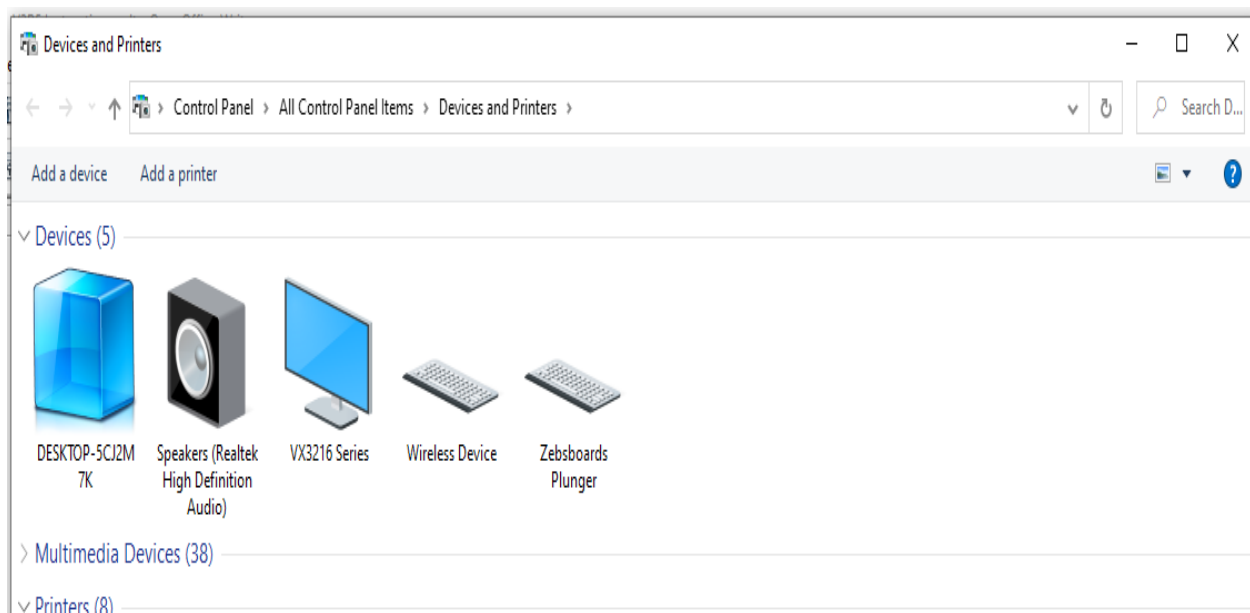 Devices and Printers
Control Panel > All Control Panel Items > Devices and Printers >
Search D...
Add a device Add a printer
?
Devices (5)
DESKTOP-5CJ2M
7K
Speakers (Realtek
High Definition
Audio)
VX3216 Series
Wireless Device
Zebsboards
Plunger
Multimedia Devices (38)
Printers (8)